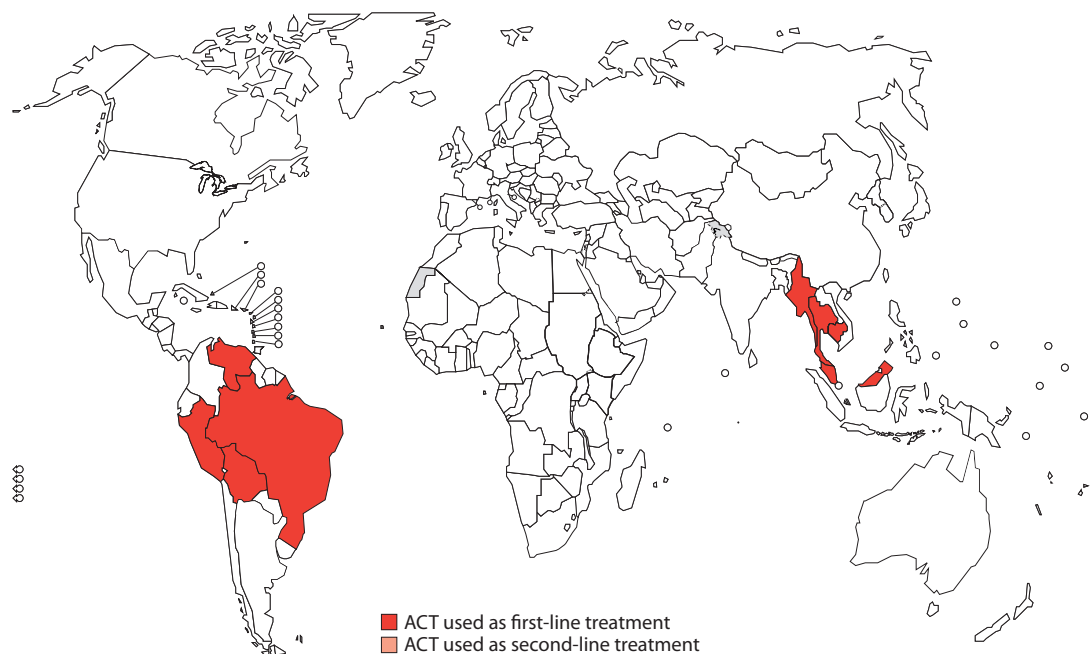 ACT used as first-line treatment
ACT used as second-line treatment